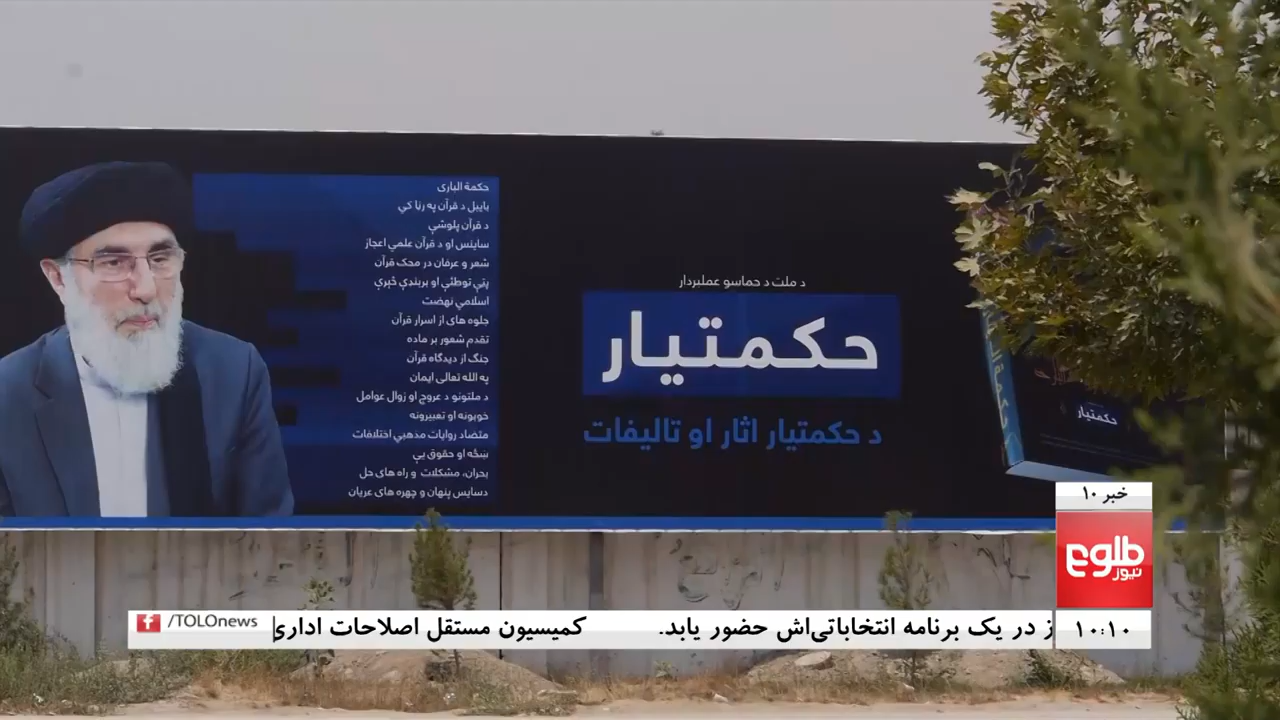 حکمة الباری
بایبل د قرآن په رڼا کي
د قرآن پلوشې
ساینس او د قرآن علمي اعجاز
شعر و عرفان در محک قرآن
پټې توطئې او بربنډې څېرې
اسلامي نهضت
جلوه های از اسرار قرآن
تقدم شعور بر ماده
جنگ از دیدگاه قرآن
په الله تعالی ایمان
د ملتونو د عروج او زوال عوامل
خوبونه او تعبیرونه
متضاد روایات مذهبي اختلافات
ښځه او حقوق یې
بحران، مشکلات و راه های حل
دسایس پنهان و چهره های عریان
د ملت د حماسو عملبردار
حکمتیار
د حکمتیار اثار او تالیفات
حکمتیار
خبر ۱۰
طلوع
نیوز
۱۰:۱۰
ز در یک برنامه انتخاباتی‌اش حضور یابد. کمیسیون مستقل اصلاحات اداری
/TOLOnews